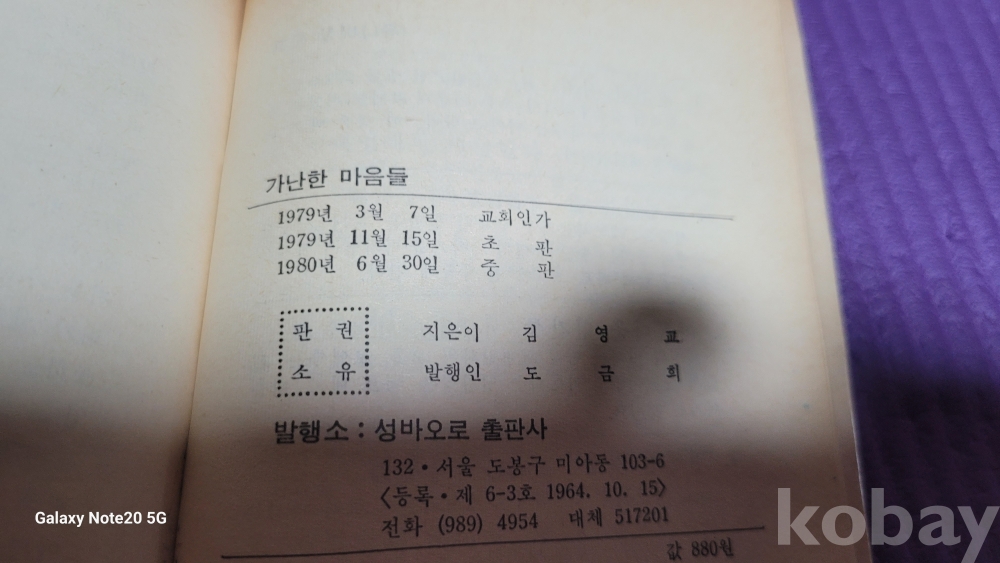 가난한 마음들
1979년 3월 7일 교회인가
1979년 11월 15일 초 판
1980년 6월 30일 중 판
판 권 지은이 김 영 교
소 유 발행인 도 금 희
발행소 : 성바오로 출판사
132 · 서울 도봉구 미아동 103-6
〈등록 · 제 6-3호 1964. 10. 15〉
전화 (989) 4954 대체 517201
값 880원
Galaxy Note20 5G
kobay